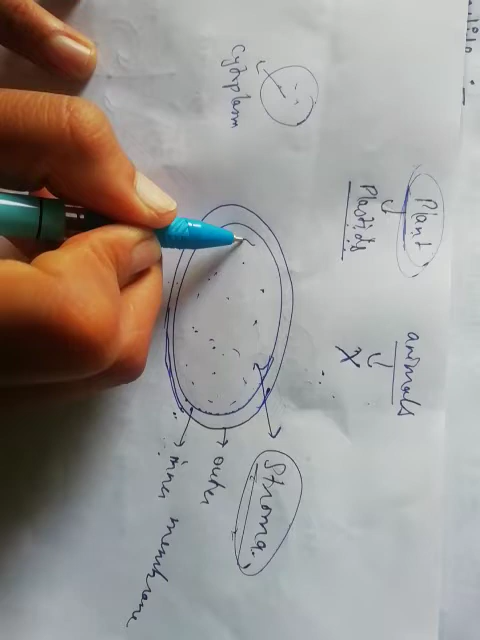 Plant
Plastids
animals
X
Cytoplasm
Stroma
outer
inner membrane